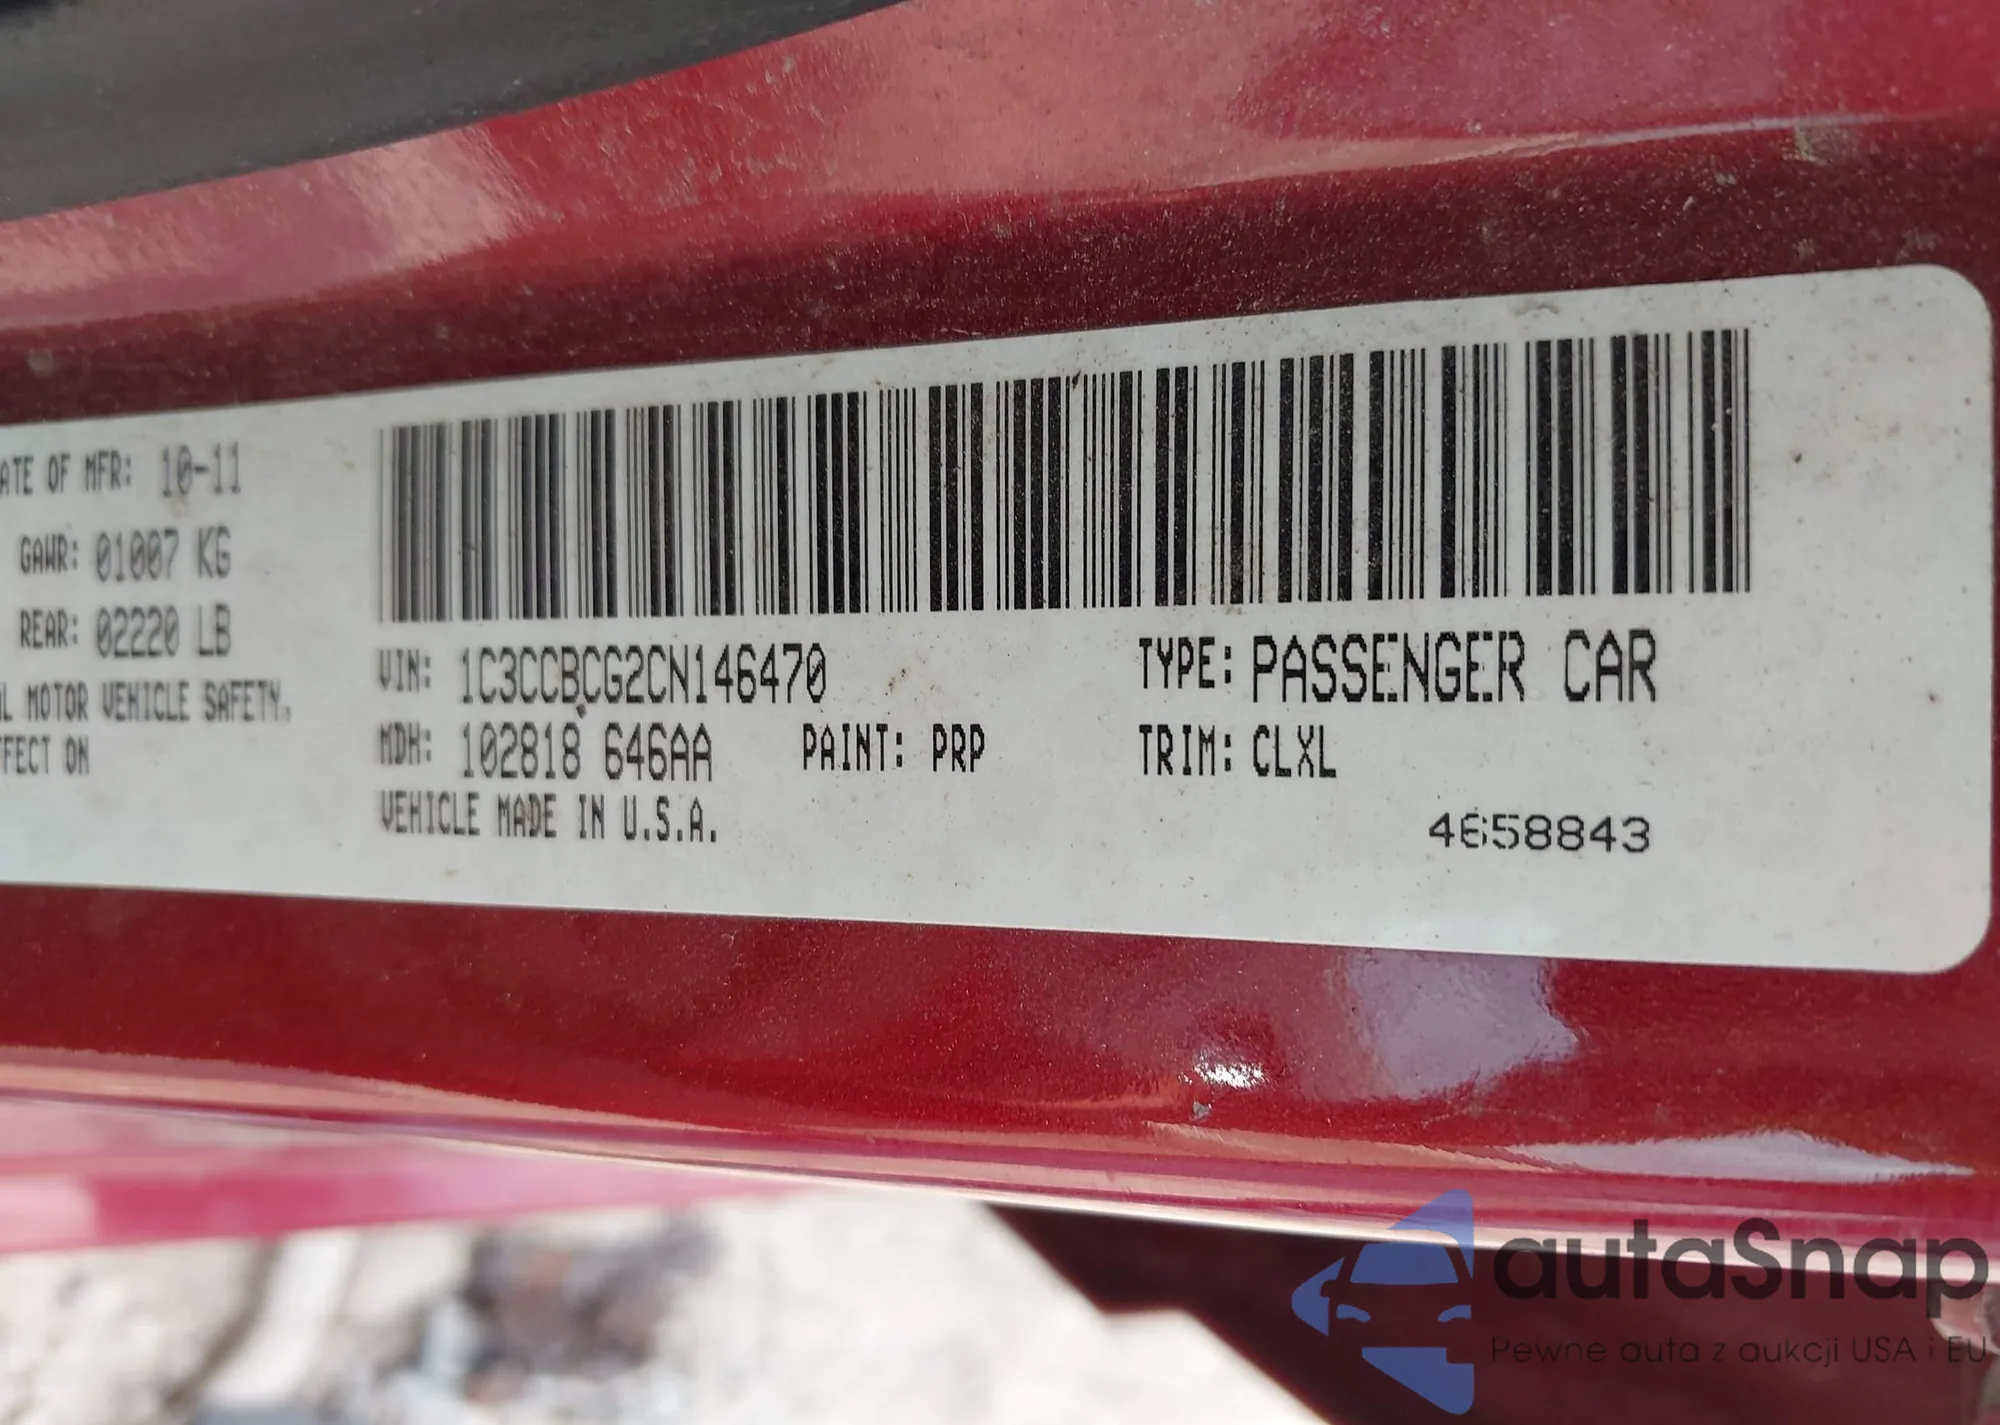 ATE OF MFR: 10-11
GAWR: 01007 KG
REAR: 02220 LB
L MOTOR VEHICLE SAFETY,
FFECT ON
VIN: 1C3CCBCG2CN146470
TYPE: PASSENGER CAR
MDH: 102818 646AA
PAINT: PRP
TRIM: CLXL
VEHICLE MADE IN U.S.A.
4658843
autaSnap
Pewne auta z aukcji USA i EU